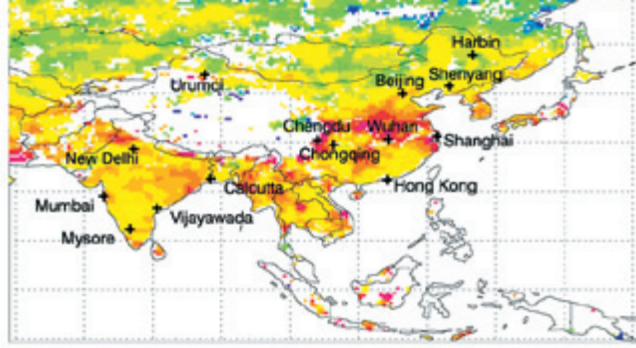 Harbin
Urumqi
Beijing
Shenyang
Chengdu
Wuhan
Shanghai
Chongqing
New Delhi
Calcutta
Hong Kong
Mumbai
Vijayawada
Mysore